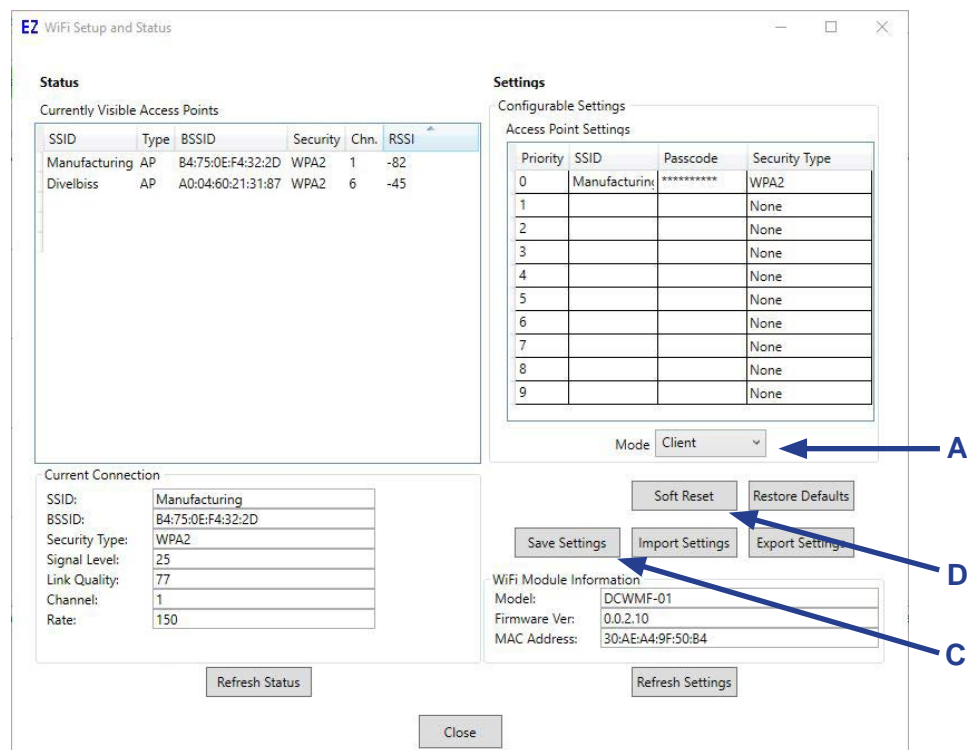 EZ WiFi Setup and Status
Status
Currently Visible Access Points
SSID Type BSSID Security Chn. RSSI
Manufacturing AP B4:75:0E:F4:32:2D WPA2 1 -82
Divelbiss AP A0:04:60:21:31:87 WPA2 6 -45
Current Connection
SSID: Manufacturing
BSSID: B4:75:0E:F4:32:2D
Security Type: WPA2
Signal Level: 25
Link Quality: 77
Channel: 1
Rate: 150
Refresh Status
Settings
Configurable Settings
Access Point Settings
Priority SSID Passcode Security Type
0 Manufacturing ********** WPA2
1 None
2 None
3 None
4 None
5 None
6 None
7 None
8 None
9 None
Mode Client
A
Soft Reset Restore Defaults
Save Settings Import Settings Export Settings
D
WiFi Module Information
Model: DCWMF-01
Firmware Ver: 0.0.2.10
MAC Address: 30:AE:A4:9F:50:B4
C
Refresh Settings
Close